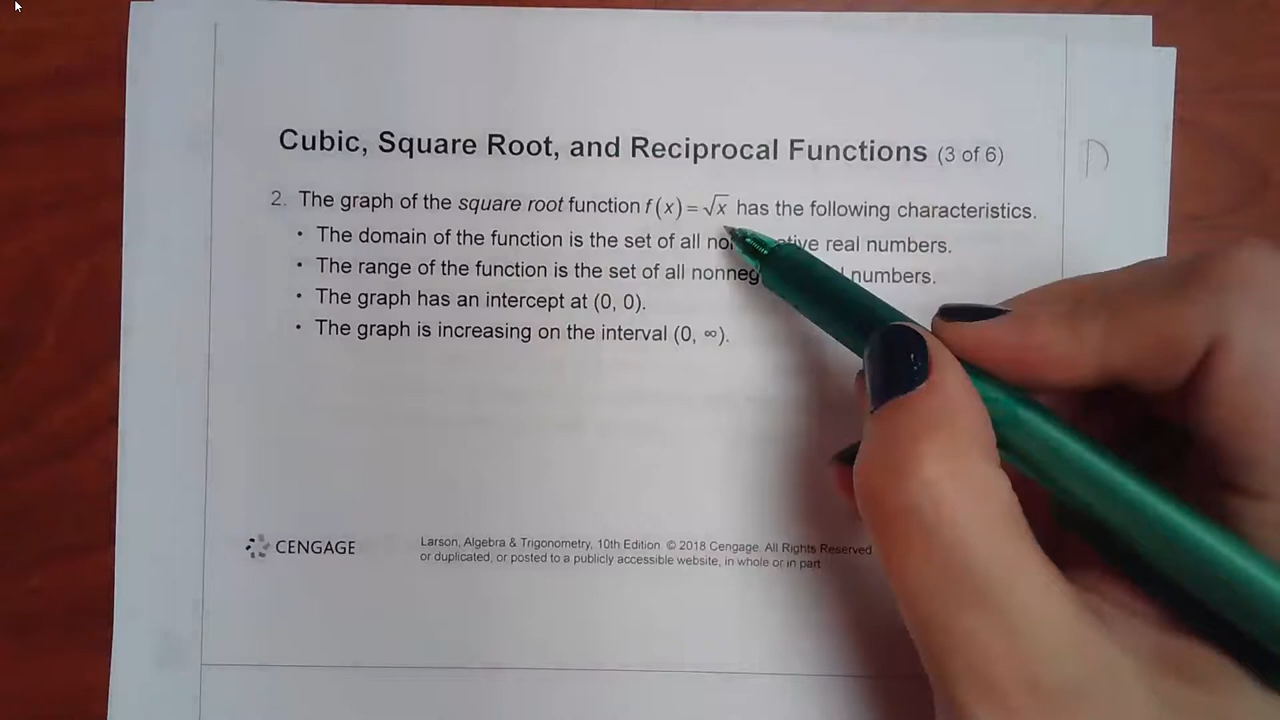 Cubic, Square Root, and Reciprocal Functions (3 of 6)
D
2. The graph of the square root function f(x) = √x has the following characteristics.
• The domain of the function is the set of all real numbers.
• The range of the function is the set of all numbers.
• The graph has an intercept at (0, 0).
• The graph is increasing on the interval (0, ∞).
CENGAGE
Larson, Algebra & Trigonometry, 10th Edition © 2018 Cengage. All Rights Reserved
or duplicated, or posted to a publicly accessible website, in whole or in part